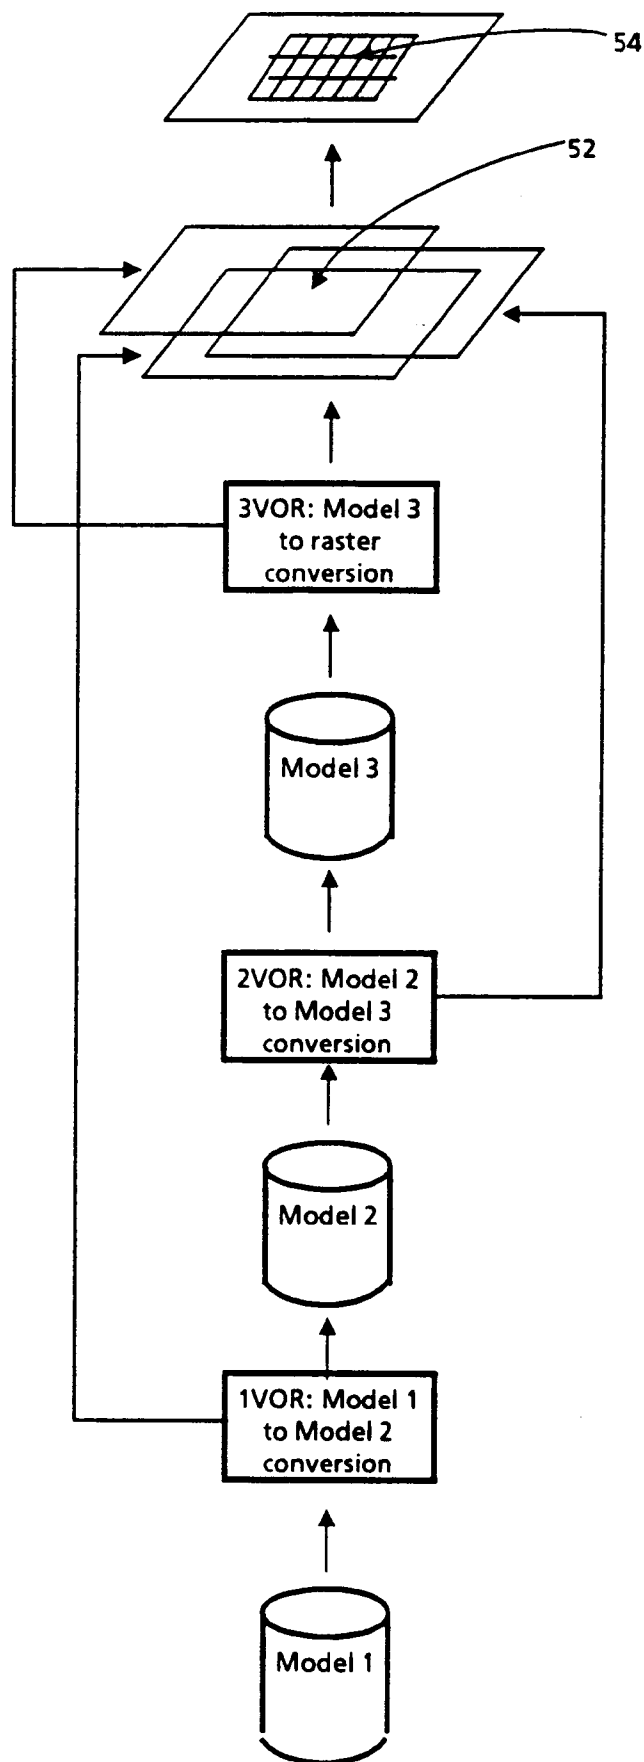 54
52
3VOR: Model 3
to raster
conversion
Model 3
2VOR: Model 2
to Model 3
conversion
Model 2
1VOR: Model 1
to Model 2
conversion
Model 1